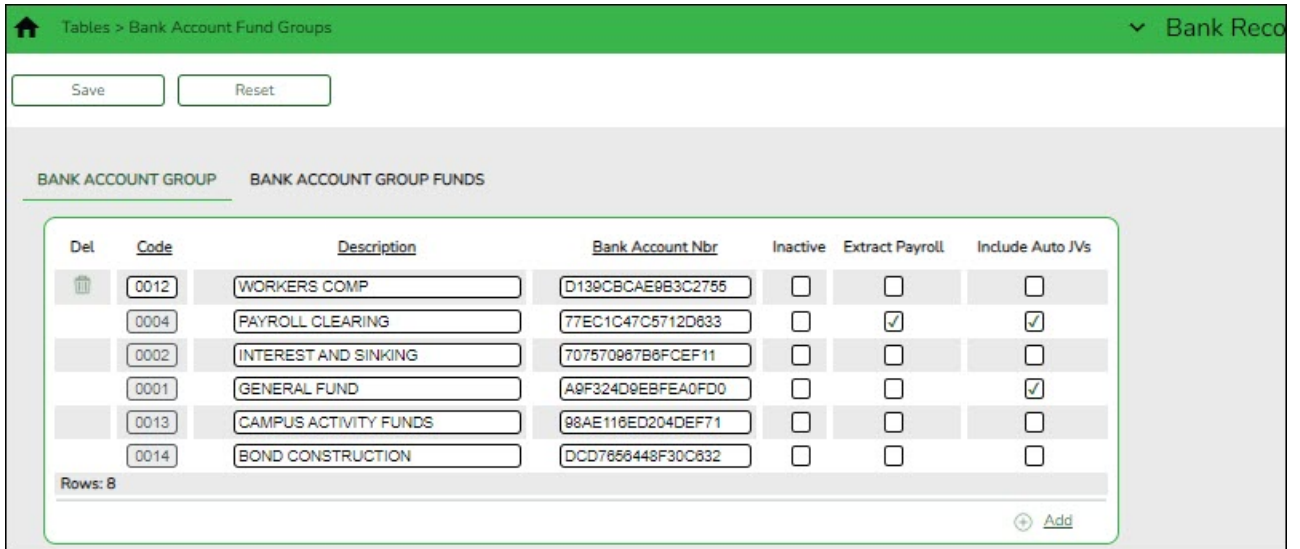 Tables > Bank Account Fund Groups Bank Reco
Save Reset
BANK ACCOUNT GROUP BANK ACCOUNT GROUP FUNDS
Del Code Description Bank Account Nbr Inactive Extract Payroll Include Auto JVs
0012 WORKERS COMP D139CBCAE9B3C2755
0004 PAYROLL CLEARING 77EC1C47C5712D633
0002 INTEREST AND SINKING 707570967B6FCEF11
0001 GENERAL FUND A9F324D9EBFEA0FD0
0013 CAMPUS ACTIVITY FUNDS 98AE116ED204DEF71
0014 BOND CONSTRUCTION DCD7656448F30C632
Rows: 8
Add